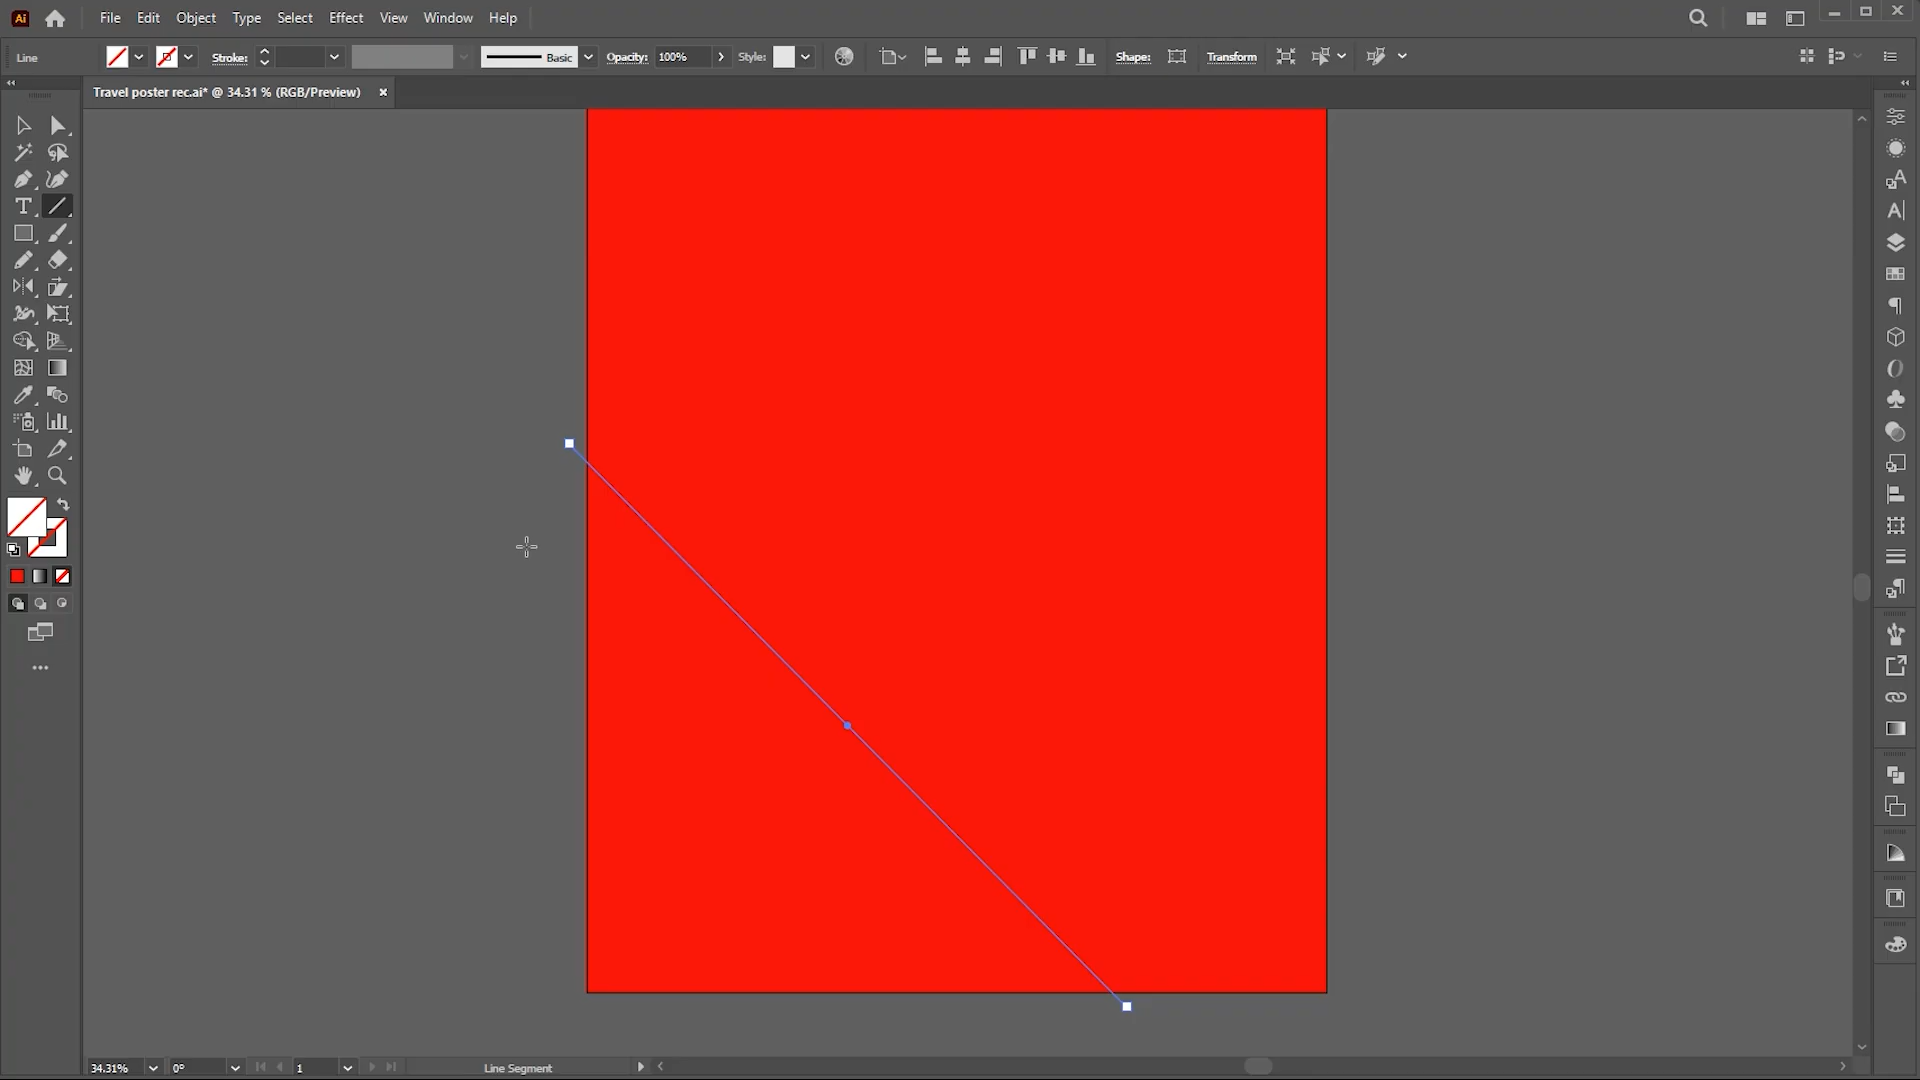 Ai File Edit Object Type Select Effect View Window Help
Line Stroke: Basic Opacity: 100% Style: Shape: Transform
Travel poster rec.ai* @ 34.31 % (RGB/Preview) ×
34.31% 0° 1 Line Segment